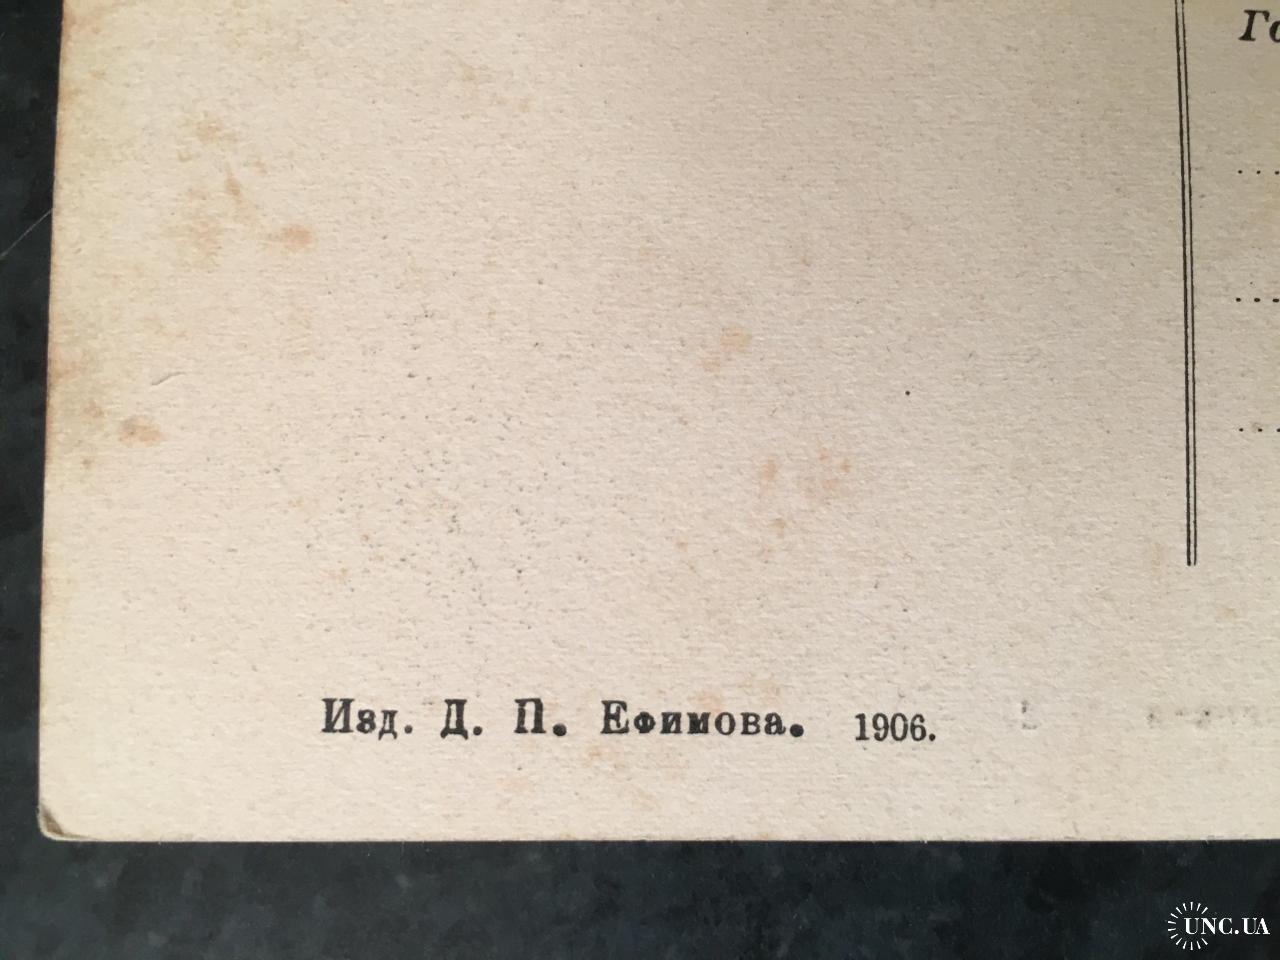 Изд. Д. П. Ефимова. 1906.
UNC.UA